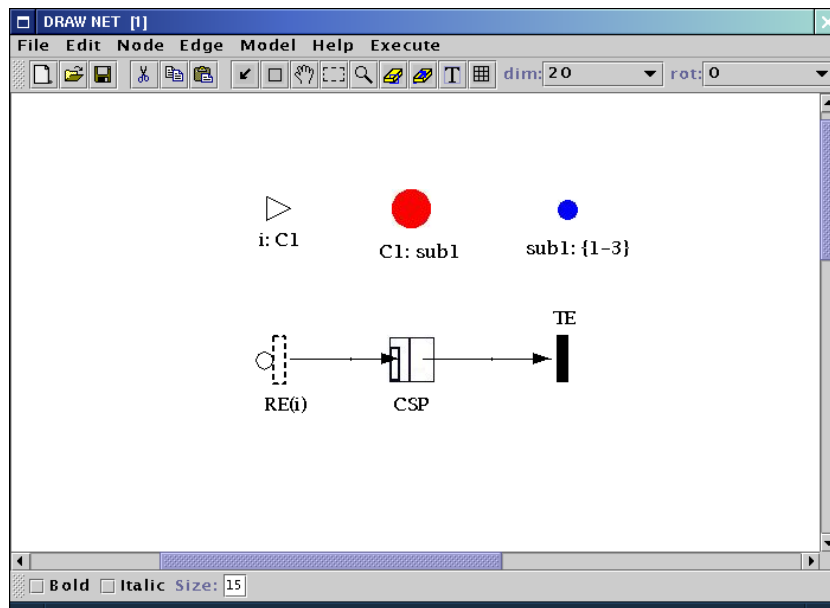 DRAW NET [1]
File Edit Node Edge Model Help Execute
T dim: 20 rot: 0
i: C1 C1: sub1 sub1: {1-3}
TE
RE(i) CSP
Bold Italic Size: 15